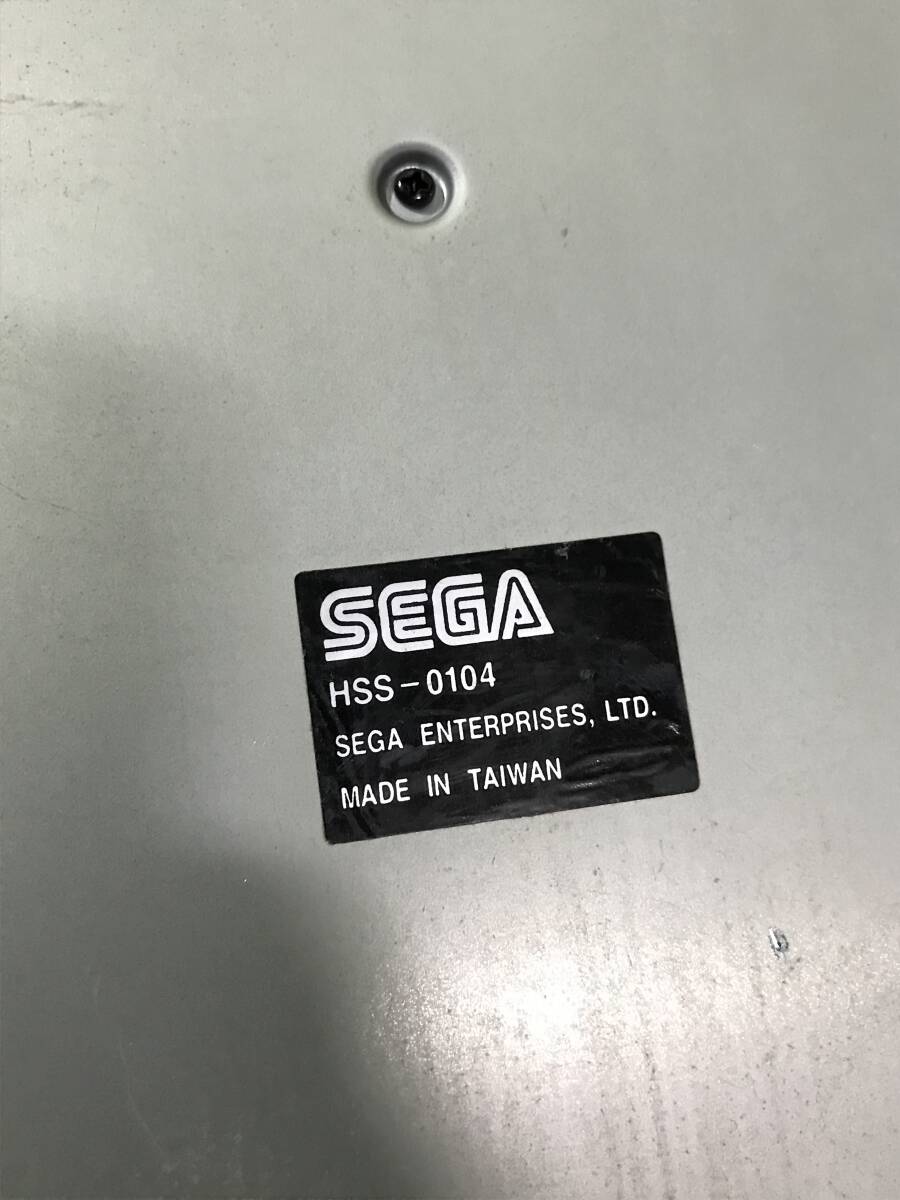 SEGA
HSS-0104
SEGA ENTERPRISES, LTD.
MADE IN TAIWAN